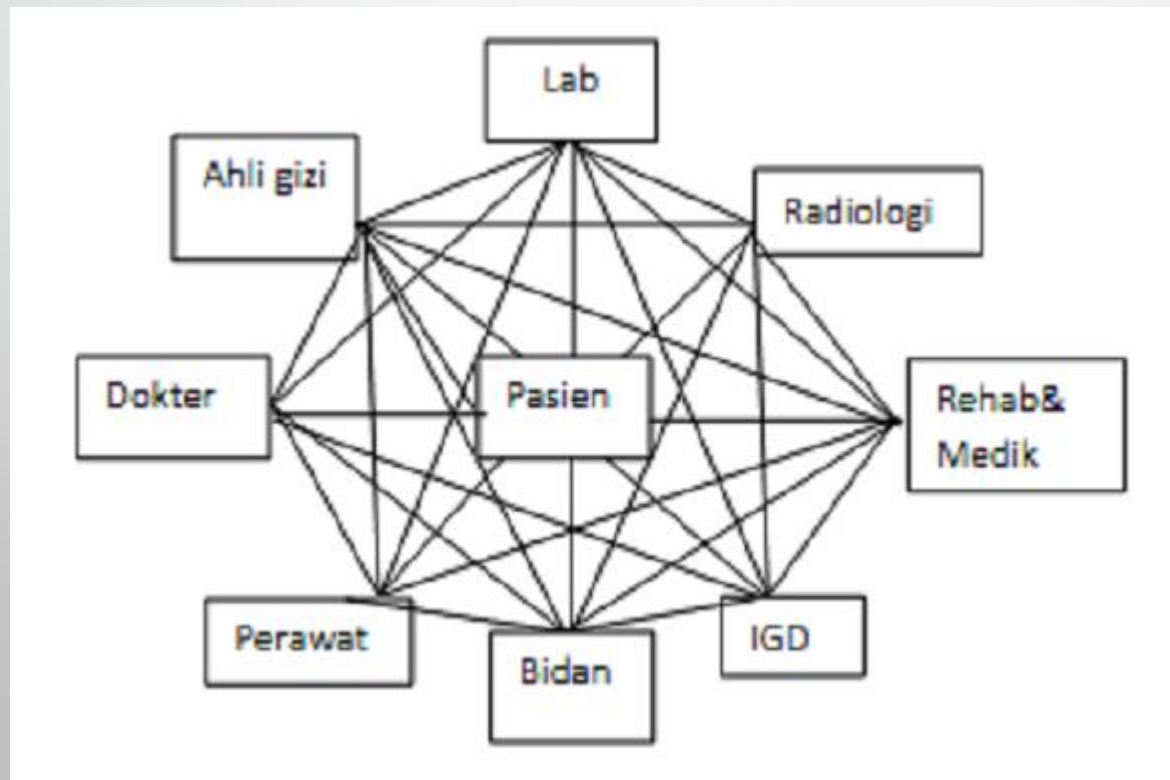 Lab
Ahli gizi
Radiologi
Dokter
Pasien
Rehab&
Medik
Perawat
Bidan
IGD